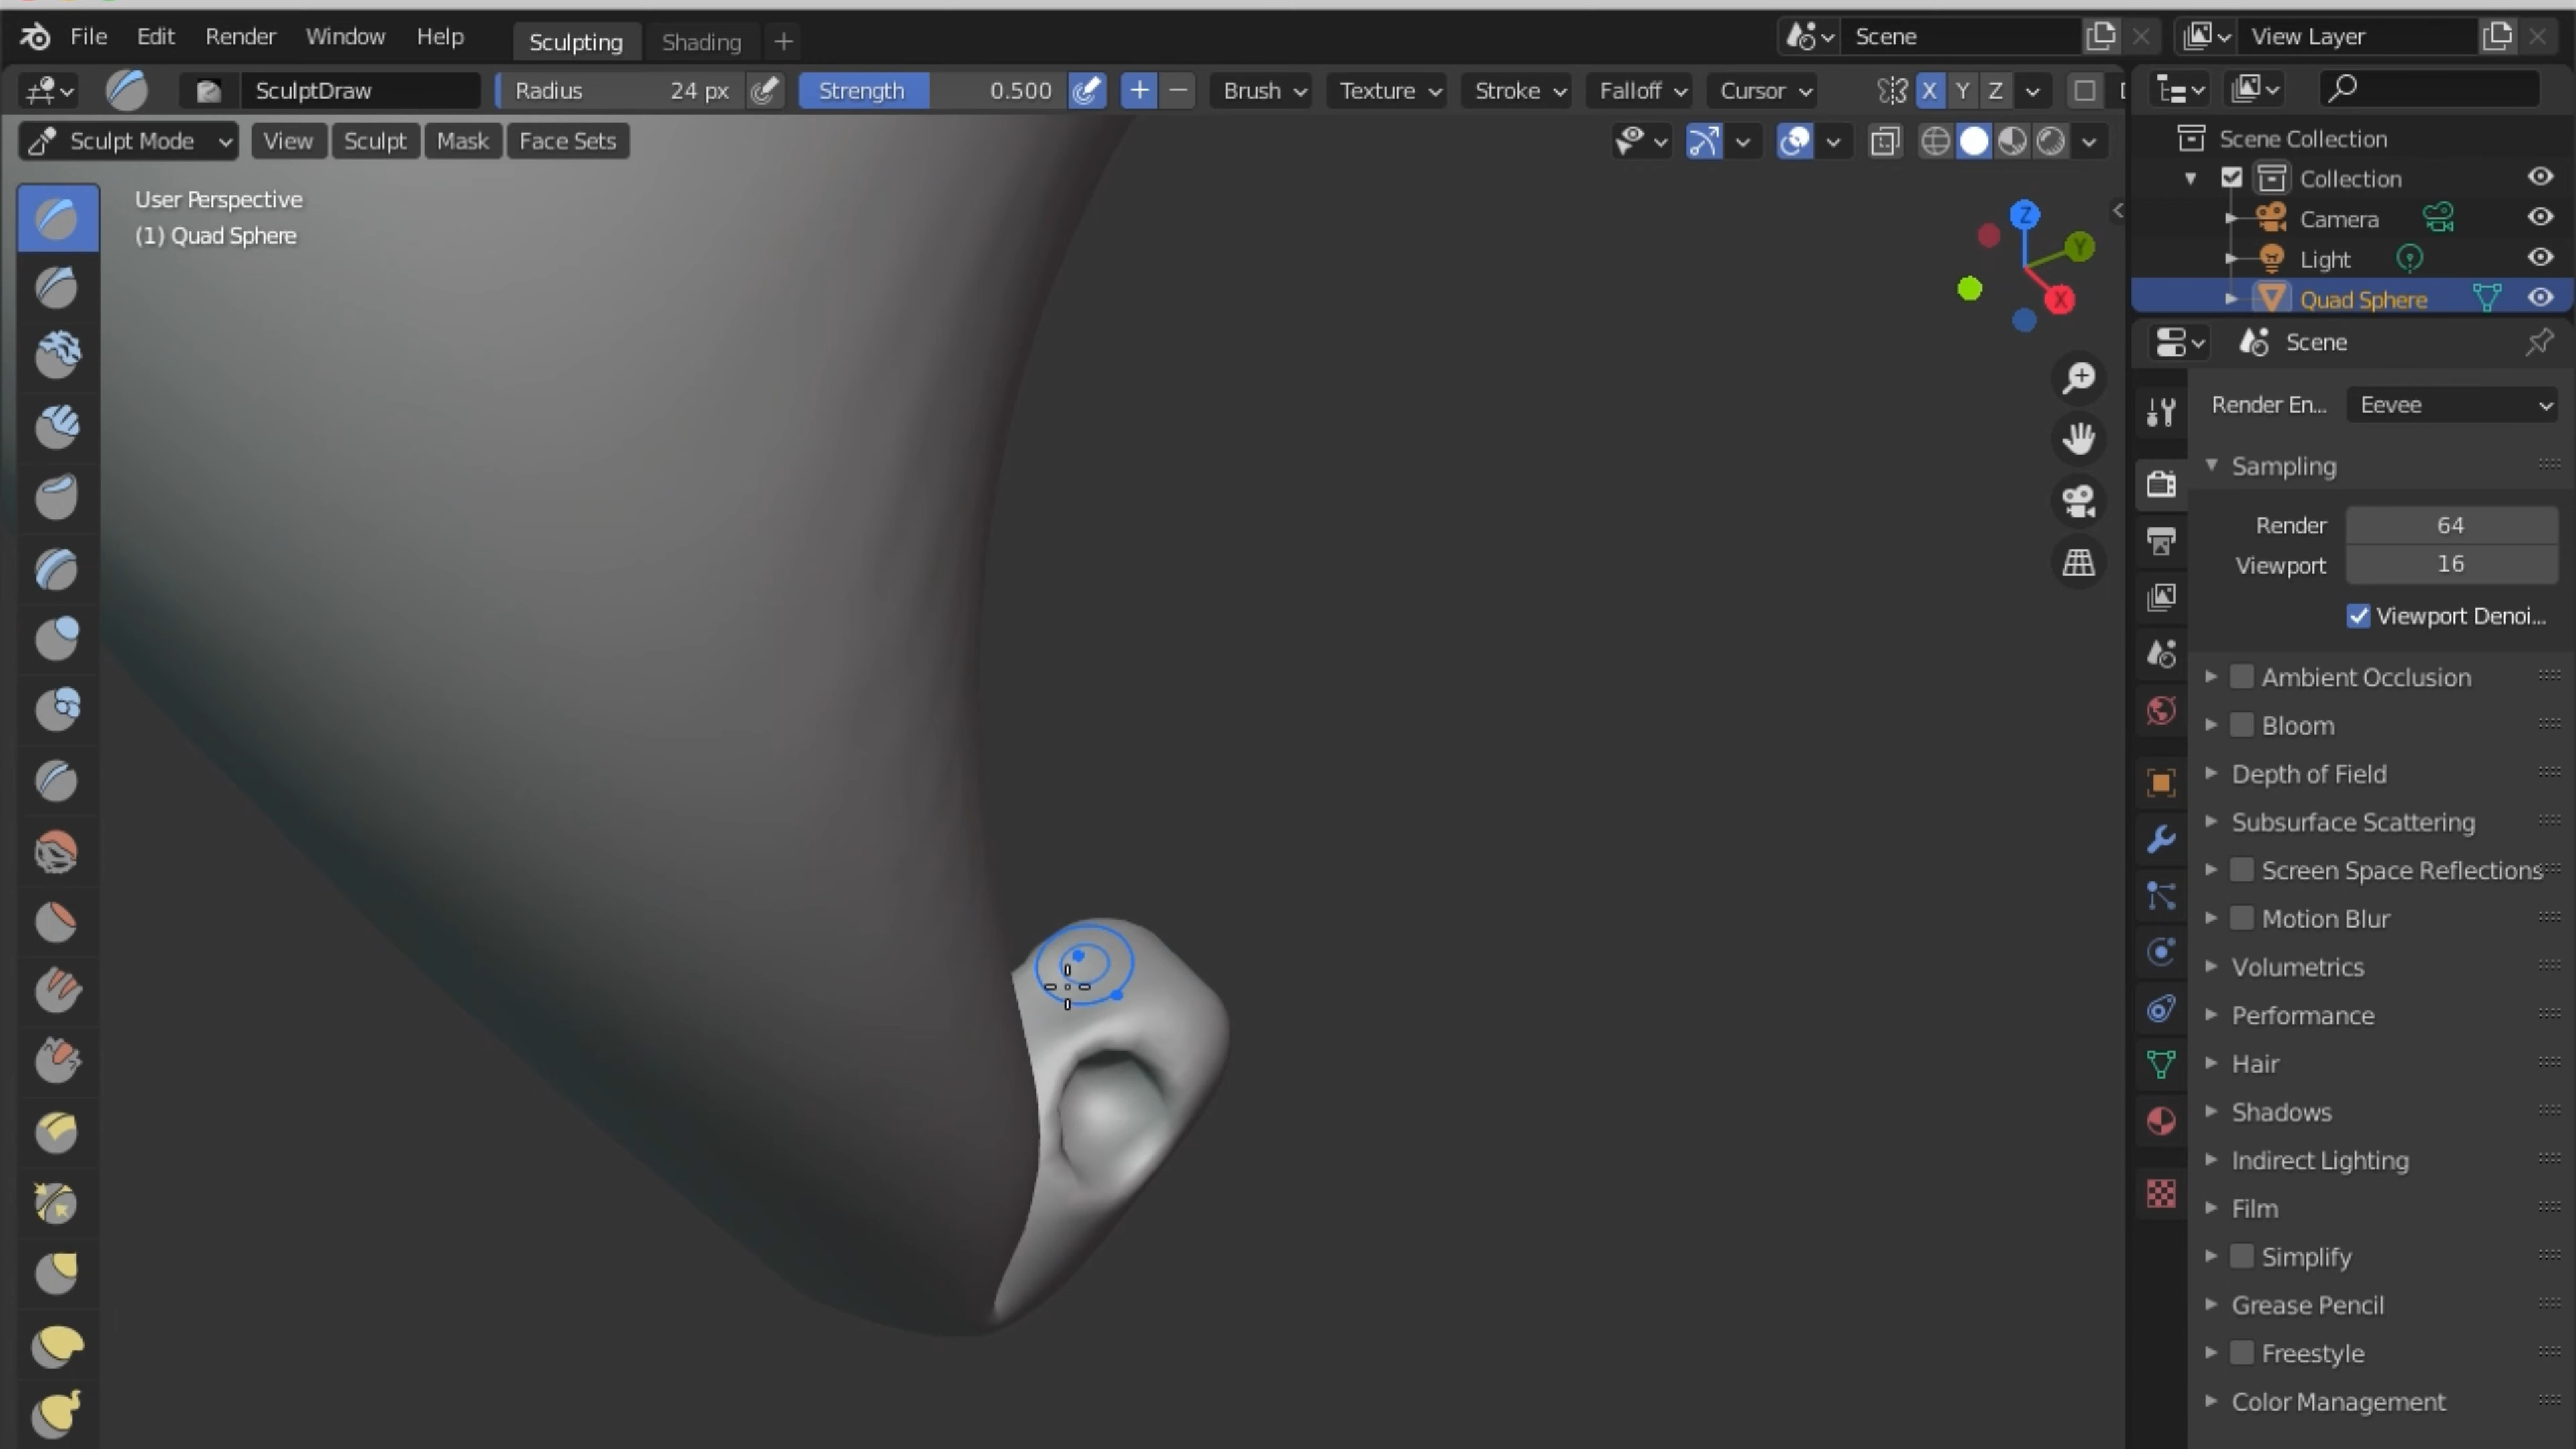 File Edit Render Window Help Sculpting Shading + Scene View Layer
SculptDraw Radius 24 px Strength 0.500 + − Brush Texture Stroke Falloff Cursor X Y Z
Sculpt Mode View Sculpt Mask Face Sets
User Perspective
(1) Quad Sphere
Z
Y
X
Scene Collection
Collection
Camera
Light
Quad Sphere
Scene
Render En... Eevee
Sampling
Render 64
Viewport 16
Viewport Denoi...
Ambient Occlusion
Bloom
Depth of Field
Subsurface Scattering
Screen Space Reflections
Motion Blur
Volumetrics
Performance
Hair
Shadows
Indirect Lighting
Film
Simplify
Grease Pencil
Freestyle
Color Management